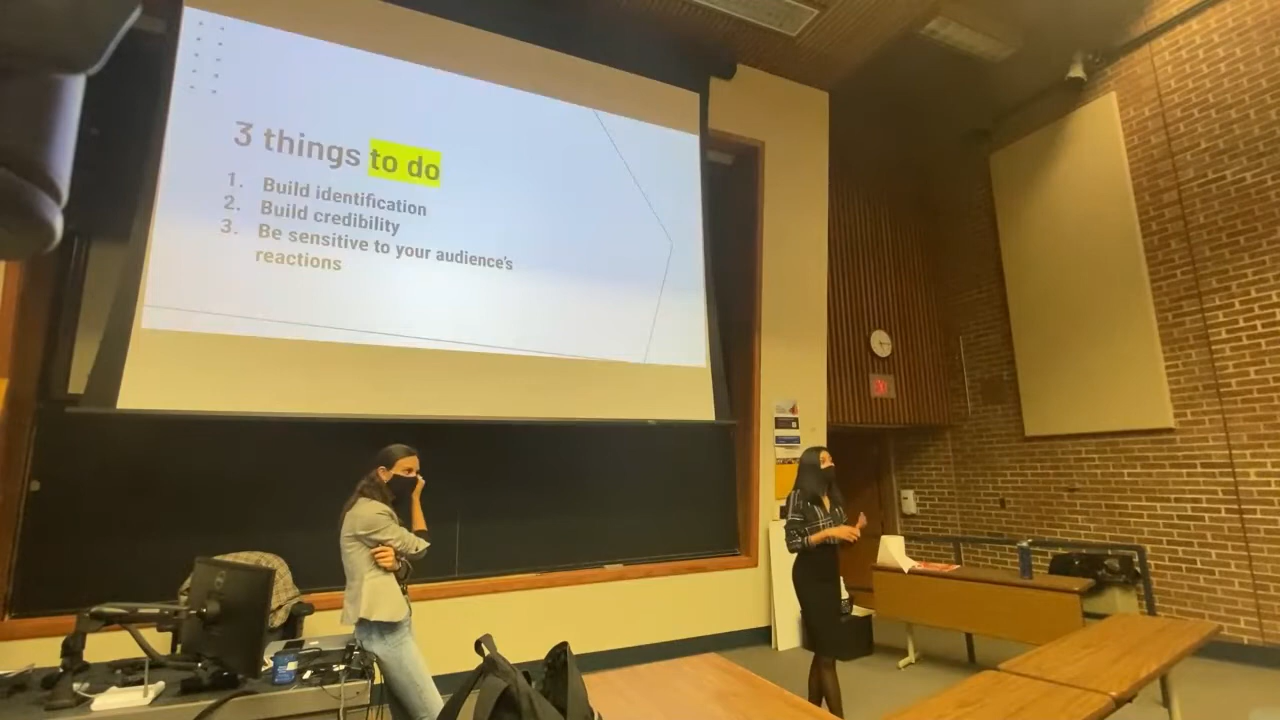 3 things to do
1. Build identification
2. Build credibility
3. Be sensitive to your audience's
reactions